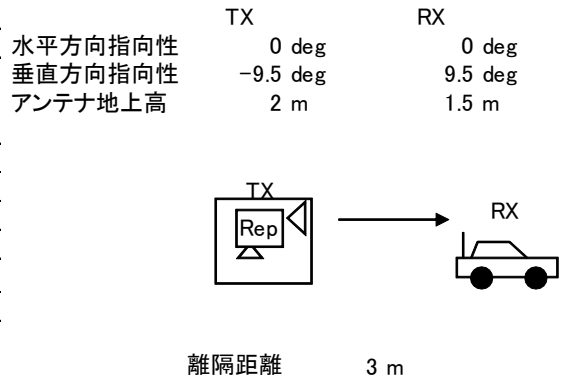 TX RX
水平方向指向性 0 deg 0 deg
垂直方向指向性 -9.5 deg 9.5 deg
アンテナ地上高 2 m 1.5 m
TX
Rep
RX
離隔距離 3 m